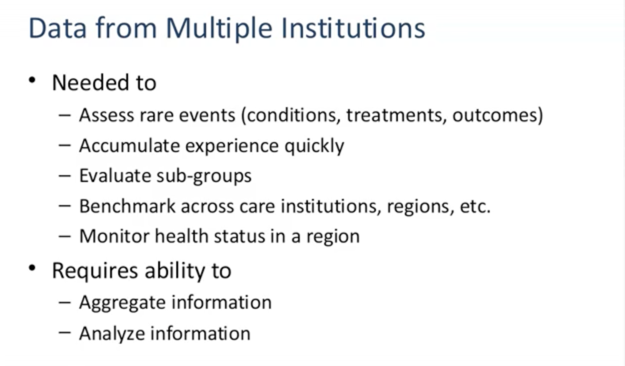 Data from Multiple Institutions
• Needed to
– Assess rare events (conditions, treatments, outcomes)
– Accumulate experience quickly
– Evaluate sub-groups
– Benchmark across care institutions, regions, etc.
– Monitor health status in a region
• Requires ability to
– Aggregate information
– Analyze information